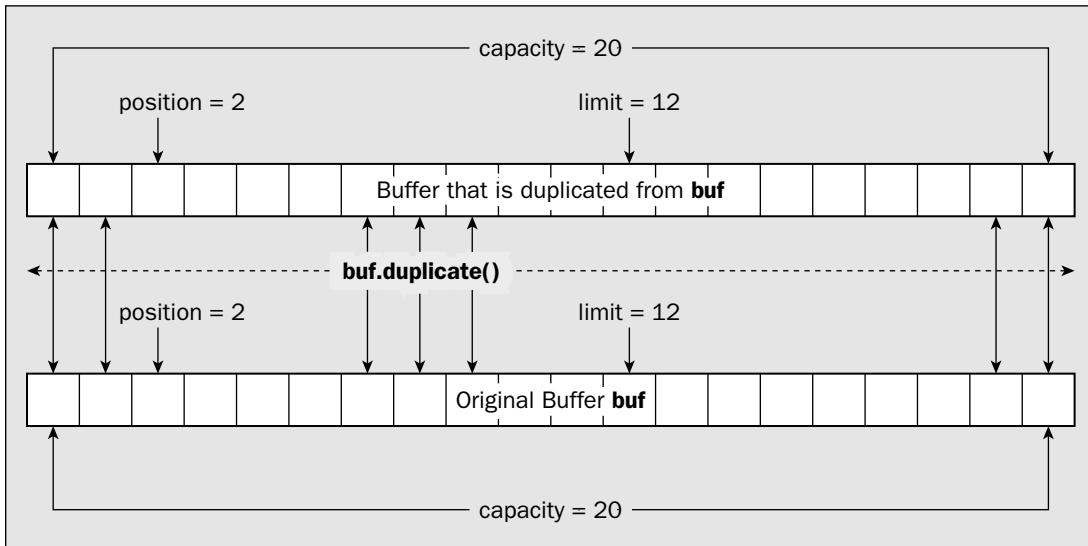 capacity = 20
position = 2
limit = 12
Buffer that is duplicated from buf
buf.duplicate()
position = 2
limit = 12
Original Buffer buf
capacity = 20